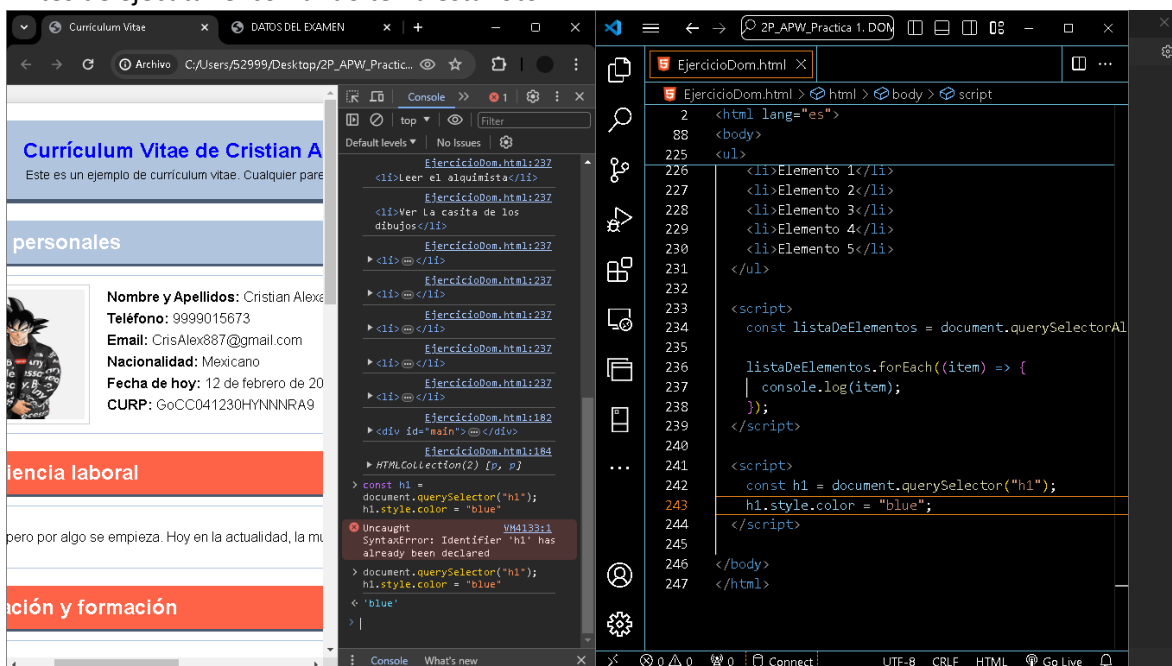 Currículum Vitae
DATOS DEL EXAMEN
Archivo C:/Users/52999/Desktop/2P_APW_Practic...
Currículum Vitae de Cristian A
Este es un ejemplo de currículum vitae. Cualquier pare
personales
Nombre y Apellidos: Cristian Alexa
Teléfono: 9999015673
Email: CrisAlex887@gmail.com
Nacionalidad: Mexicano
Fecha de hoy: 12 de febrero de 20
CURP: GoCC041230HYNNNRA9
iencia laboral
pero por algo se empieza. Hoy en la actualidad, la mu
ación y formación
Console
1
top
Filter
Default levels
No Issues
EjercicioDom.html:237
<li>Leer el alquimista</li>
EjercicioDom.html:237
<li>Ver La casita de los
dibujos</li>
EjercicioDom.html:237
<li>…</li>
EjercicioDom.html:237
<li>…</li>
EjercicioDom.html:237
<li>…</li>
EjercicioDom.html:237
<li>…</li>
EjercicioDom.html:237
<li>…</li>
EjercicioDom.html:182
<div id="main">…</div>
EjercicioDom.html:184
HTMLCollection(2) [p, p]
> const h1 =
document.querySelector("h1");
h1.style.color = "blue"
Uncaught VM4133:1
SyntaxError: Identifier 'h1' has
already been declared
> document.querySelector("h1");
h1.style.color = "blue"
'blue'
>
Console What's new
2P_APW_Practica 1. DOM
EjercicioDom.html
EjercicioDom.html > html > body > script
2 <html lang="es">
88 <body>
225 <ul>
226 <li>Elemento 1</li>
227 <li>Elemento 2</li>
228 <li>Elemento 3</li>
229 <li>Elemento 4</li>
230 <li>Elemento 5</li>
231 </ul>
232
233 <script>
234 const listaDeElementos = document.querySelectorAl
235
236 listaDeElementos.forEach((item) => {
237 console.log(item);
238 });
239 </script>
240
241 <script>
242 const h1 = document.querySelector("h1");
243 h1.style.color = "blue";
244 </script>
245
246 </body>
247 </html>
0 0 0 Connect UTF-8 CRLF HTML Go Live